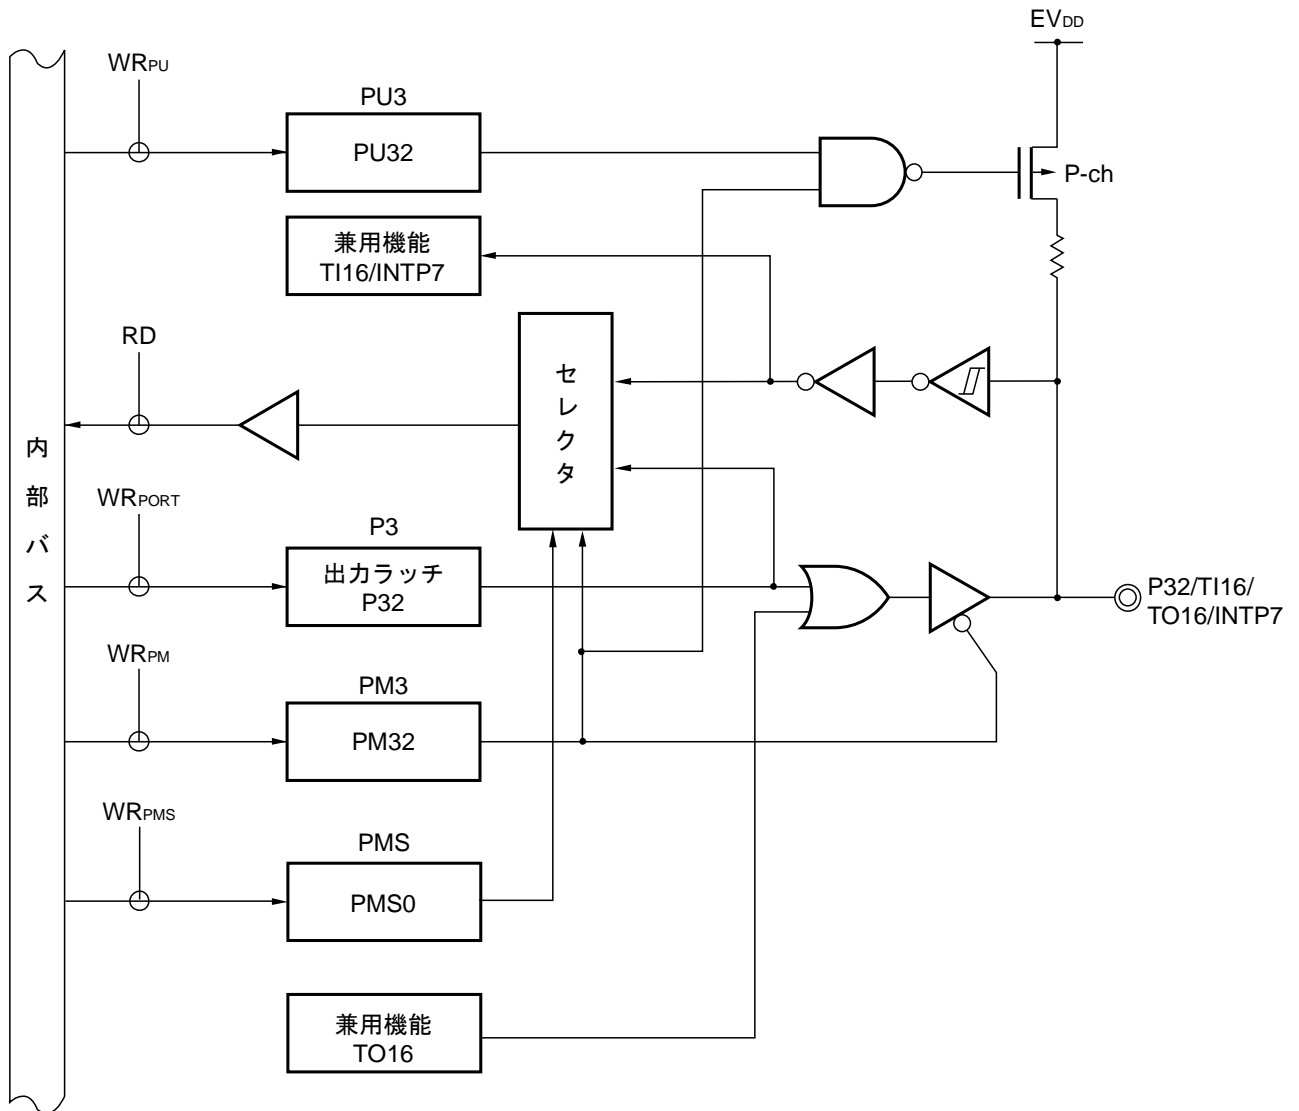 EVDD
WRPU
PU3
PU32
P-ch
兼用機能
TI16/INTP7
RD
セレクタ
内部バス
WRPORT
P3
出力ラッチ
P32
P32/TI16/
TO16/INTP7
WRPM
PM3
PM32
WRPMS
PMS
PMS0
兼用機能
TO16